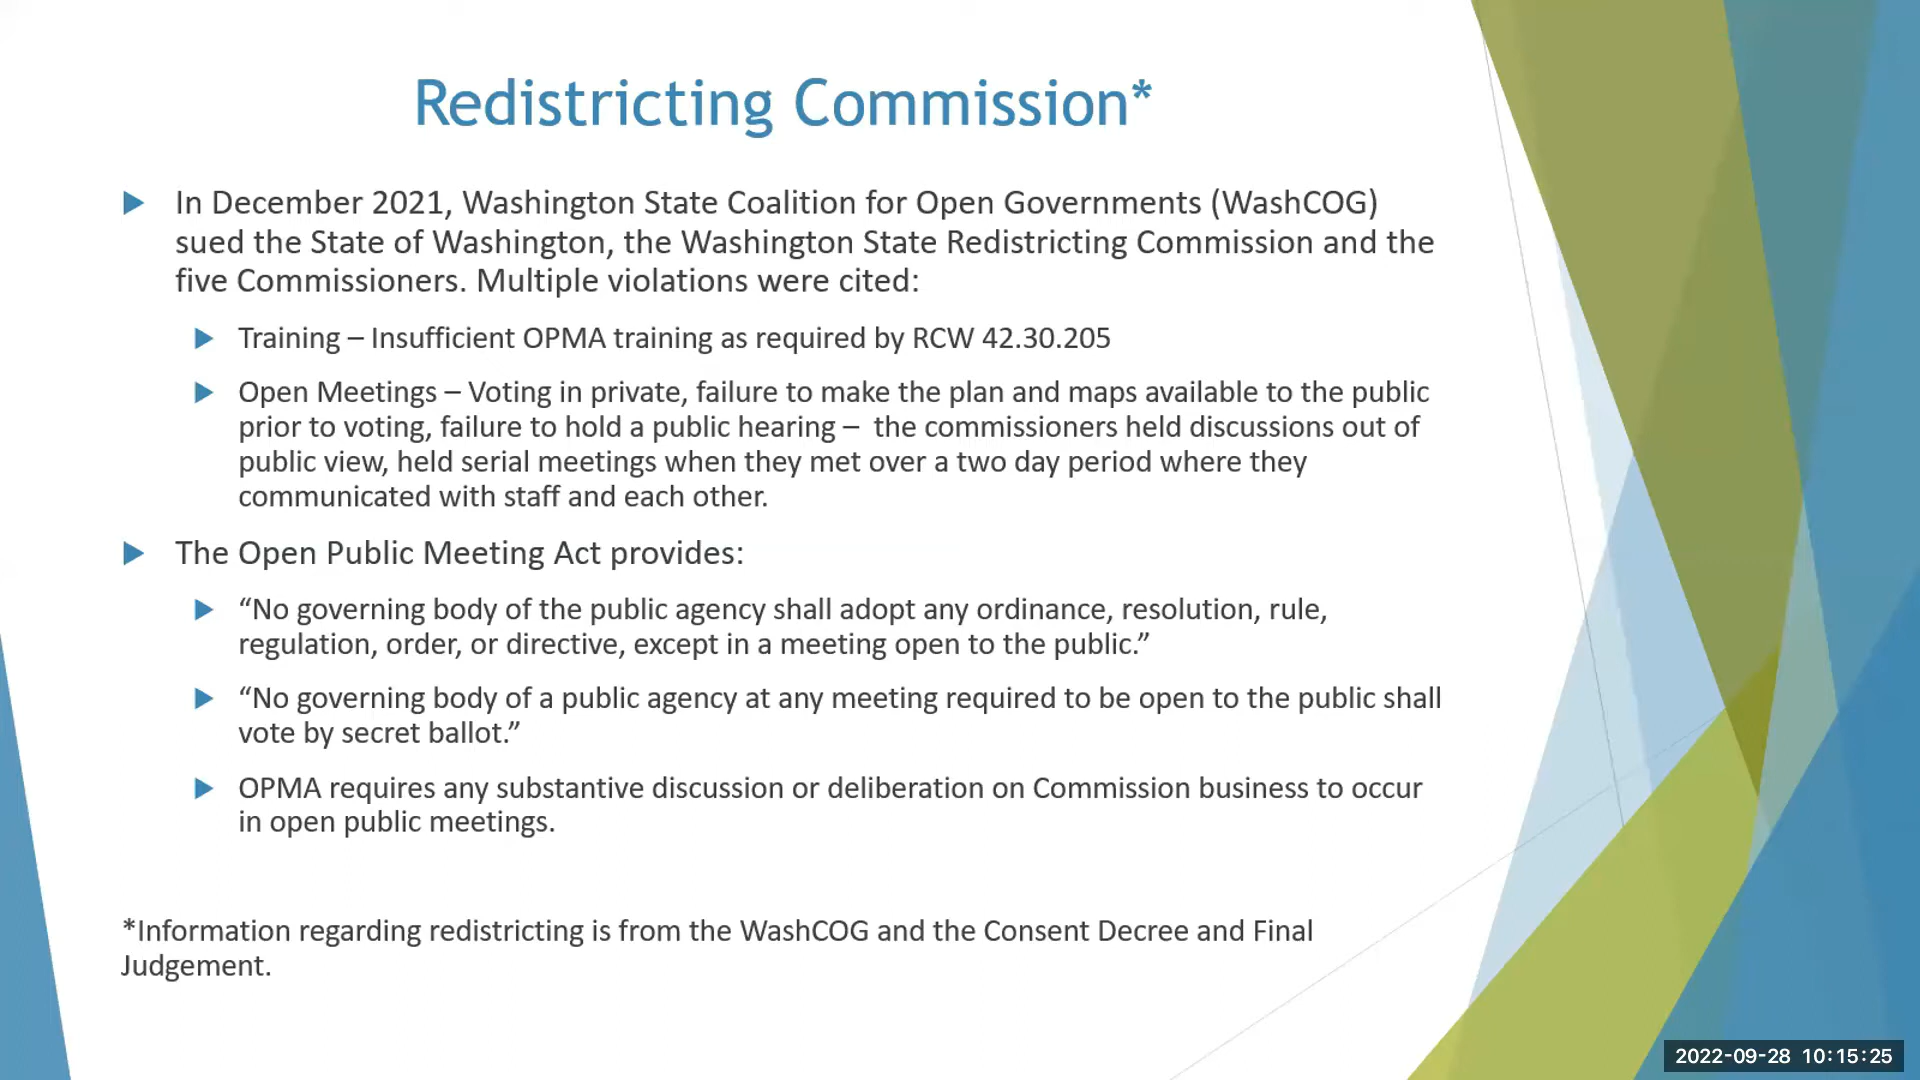 Redistricting Commission*
In December 2021, Washington State Coalition for Open Governments (WashCOG)
sued the State of Washington, the Washington State Redistricting Commission and the
five Commissioners. Multiple violations were cited:
Training – Insufficient OPMA training as required by RCW 42.30.205
Open Meetings – Voting in private, failure to make the plan and maps available to the public
prior to voting, failure to hold a public hearing – the commissioners held discussions out of
public view, held serial meetings when they met over a two day period where they
communicated with staff and each other.
The Open Public Meeting Act provides:
“No governing body of the public agency shall adopt any ordinance, resolution, rule,
regulation, order, or directive, except in a meeting open to the public.”
“No governing body of a public agency at any meeting required to be open to the public shall
vote by secret ballot.”
OPMA requires any substantive discussion or deliberation on Commission business to occur
in open public meetings.
*Information regarding redistricting is from the WashCOG and the Consent Decree and Final
Judgement.
2022-09-28 10:15:25